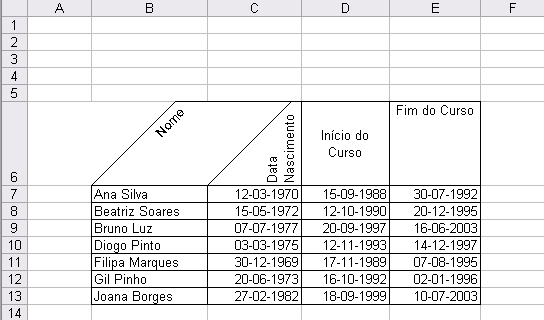 A B C D E F
1
2
3
4
5
6 Nome Data Nascimento Início do Curso Fim do Curso
7 Ana Silva 12-03-1970 15-09-1988 30-07-1992
8 Beatriz Soares 15-05-1972 12-10-1990 20-12-1995
9 Bruno Luz 07-07-1977 20-09-1997 16-06-2003
10 Diogo Pinto 03-03-1975 12-11-1993 14-12-1997
11 Filipa Marques 30-12-1969 17-11-1989 07-08-1995
12 Gil Pinho 20-06-1973 16-10-1992 02-01-1996
13 Joana Borges 27-02-1982 18-09-1999 10-07-2003
14